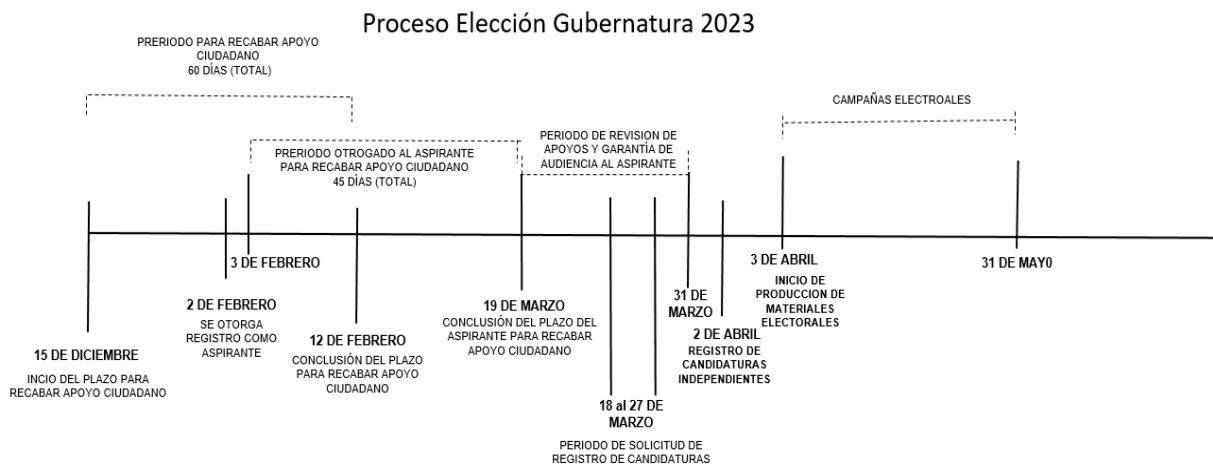 Proceso Elección Gubernatura 2023
PRERIODO PARA RECABAR APOYO
CIUDADANO
60 DÍAS (TOTAL)
PRERIODO OTROGADO AL ASPIRANTE
PARA RECABAR APOYO CIUDADANO
45 DÍAS (TOTAL)
PERIODO DE REVISION DE
APOYOS Y GARANTÍA DE
AUDIENCIA AL ASPIRANTE
CAMPAÑAS ELECTROALES
15 DE DICIEMBRE
INCIO DEL PLAZO PARA
RECABAR APOYO CIUDADANO
2 DE FEBRERO
SE OTORGA
REGISTRO COMO
ASPIRANTE
3 DE FEBRERO
12 DE FEBRERO
CONCLUSIÓN DEL PLAZO
PARA RECABAR APOYO
CIUDADANO
19 DE MARZO
CONCLUSIÓN DEL PLAZO DEL
ASPIRANTE PARA RECABAR
APOYO CIUDADANO
18 al 27 DE
MARZO
PERIODO DE SOLICITUD DE
REGISTRO DE CANDIDATURAS
31 DE
MARZO
2 DE ABRIL
REGISTRO DE
CANDIDATURAS
INDEPENDIENTES
3 DE ABRIL
INICIO DE
PRODUCCION DE
MATERIALES
ELECTORALES
31 DE MAY0